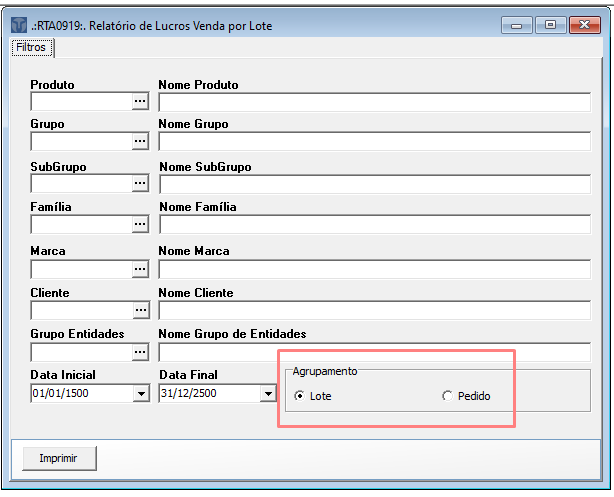 .:RTA0919:. Relatório de Lucros Venda por Lote
Filtros
Produto Nome Produto
...
Grupo Nome Grupo
...
SubGrupo Nome SubGrupo
...
Família Nome Família
...
Marca Nome Marca
...
Cliente Nome Cliente
...
Grupo Entidades Nome Grupo de Entidades
...
Data Inicial Data Final Agrupamento
01/01/1500 31/12/2500 Lote Pedido
Imprimir